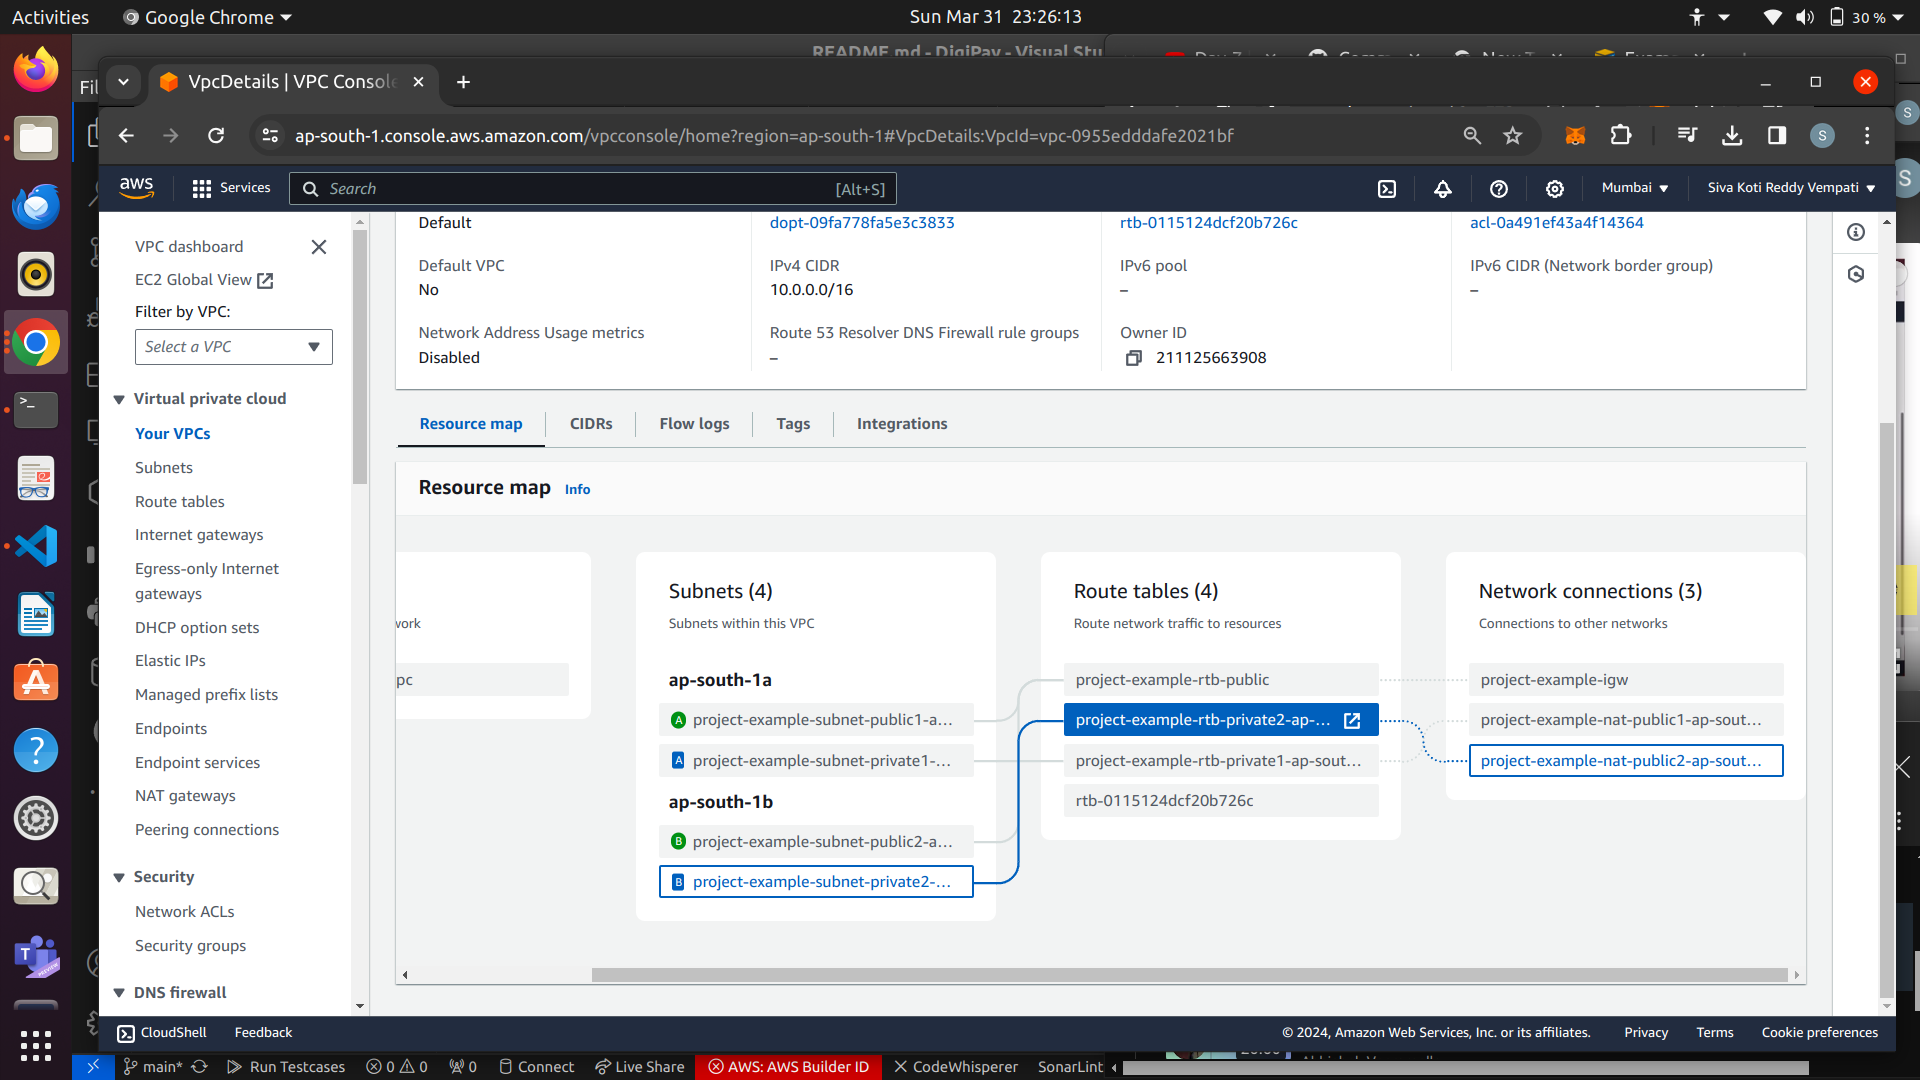 Activities
Google Chrome
Sun Mar 31 23:26:13
30 %
README.md - DigiPay - Visual Stu
Fil
VpcDetails | VPC Console
ap-south-1.console.aws.amazon.com/vpcconsole/home?region=ap-south-1#VpcDetails:VpcId=vpc-0955edddafe2021bf
S
aws
Services
Search
[Alt+S]
Mumbai
Siva Koti Reddy Vempati
VPC dashboard
EC2 Global View
Filter by VPC:
Select a VPC
Virtual private cloud
Your VPCs
Subnets
Route tables
Internet gateways
Egress-only Internet
gateways
DHCP option sets
Elastic IPs
Managed prefix lists
Endpoints
Endpoint services
NAT gateways
Peering connections
Security
Network ACLs
Security groups
DNS firewall
Default
dopt-09fa778fa5e3c3833
rtb-0115124dcf20b726c
acl-0a491ef43a4f14364
Default VPC
No
IPv4 CIDR
10.0.0.0/16
IPv6 pool
–
IPv6 CIDR (Network border group)
–
Network Address Usage metrics
Disabled
Route 53 Resolver DNS Firewall rule groups
–
Owner ID
211125663908
Resource map
CIDRs
Flow logs
Tags
Integrations
Resource map
Info
work
pc
Subnets (4)
Subnets within this VPC
ap-south-1a
A project-example-subnet-public1-a...
A project-example-subnet-private1-...
ap-south-1b
B project-example-subnet-public2-a...
B project-example-subnet-private2-...
Route tables (4)
Route network traffic to resources
project-example-rtb-public
project-example-rtb-private2-ap-...
project-example-rtb-private1-ap-sout...
rtb-0115124dcf20b726c
Network connections (3)
Connections to other networks
project-example-igw
project-example-nat-public1-ap-sout...
project-example-nat-public2-ap-sout...
CloudShell
Feedback
© 2024, Amazon Web Services, Inc. or its affiliates.
Privacy
Terms
Cookie preferences
main*
Run Testcases
0
0
0
Connect
Live Share
AWS: AWS Builder ID
CodeWhisperer
SonarLint